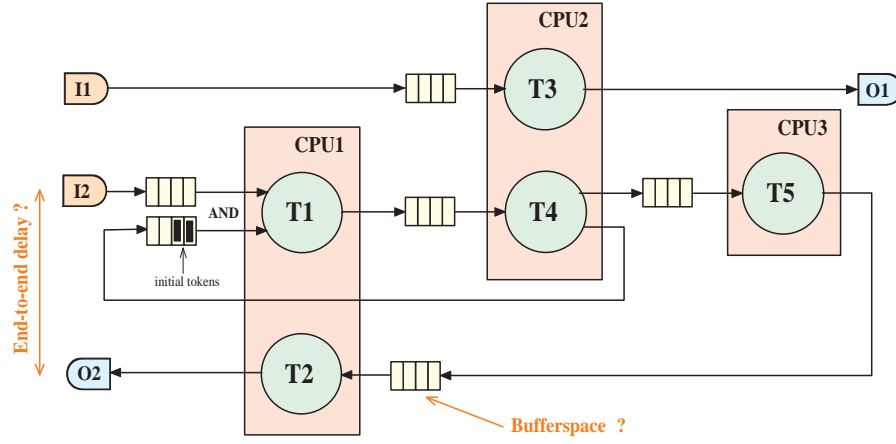 CPU2
I1
T3
O1
CPU3
CPU1
I2
AND
T1
T4
T5
initial tokens
End-to-end delay ?
O2
T2
Bufferspace ?